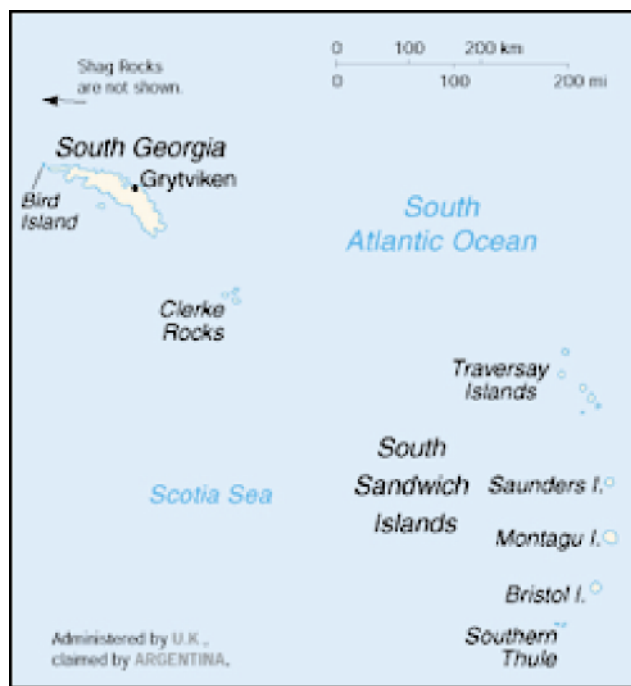 0 100 200 km
0 100 200 mi
Shag Rocks
are not shown.
South Georgia
Grytviken
Bird
Island
South
Atlantic Ocean
Clerke
Rocks
Traversay
Islands
South
Sandwich
Islands
Saunders I.
Scotia Sea
Montagu I.
Bristol I.
Southern
Thule
Administered by U.K.,
claimed by ARGENTINA.